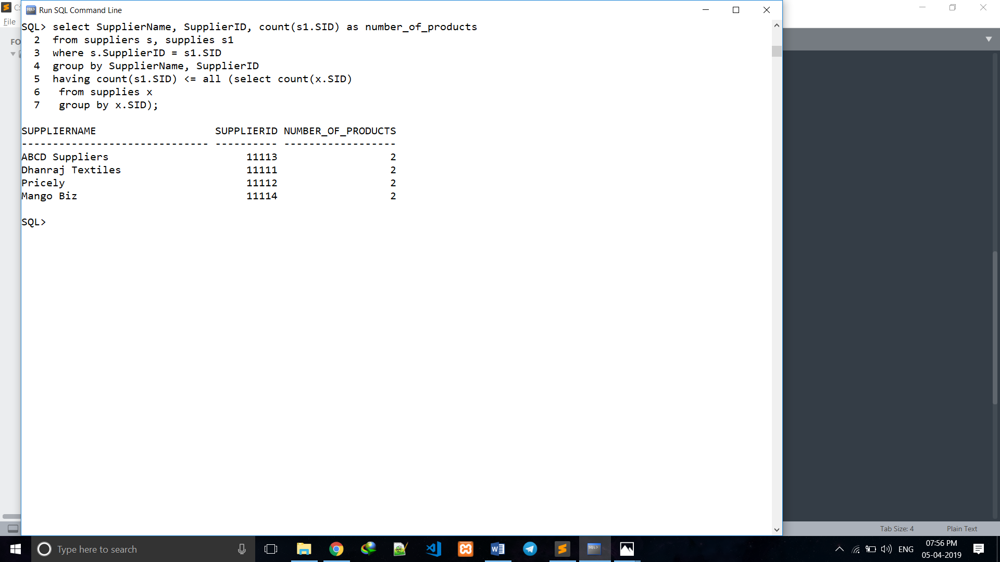 C:
Run SQL Command Line
File
FO
SQL> select SupplierName, SupplierID, count(s1.SID) as number_of_products
  2  from suppliers s, supplies s1
  3  where s.SupplierID = s1.SID
  4  group by SupplierName, SupplierID
  5  having count(s1.SID) <= all (select count(x.SID)
  6   from supplies x
  7   group by x.SID);
SUPPLIERNAME                   SUPPLIERID NUMBER_OF_PRODUCTS
------------------------------ ---------- ------------------
ABCD Suppliers                      11113                  2
Dhanraj Textiles                    11111                  2
Pricely                             11112                  2
Mango Biz                           11114                  2
SQL>
Tab Size: 4 Plain Text
Type here to search
SQL>
ENG
07:56 PM
05-04-2019